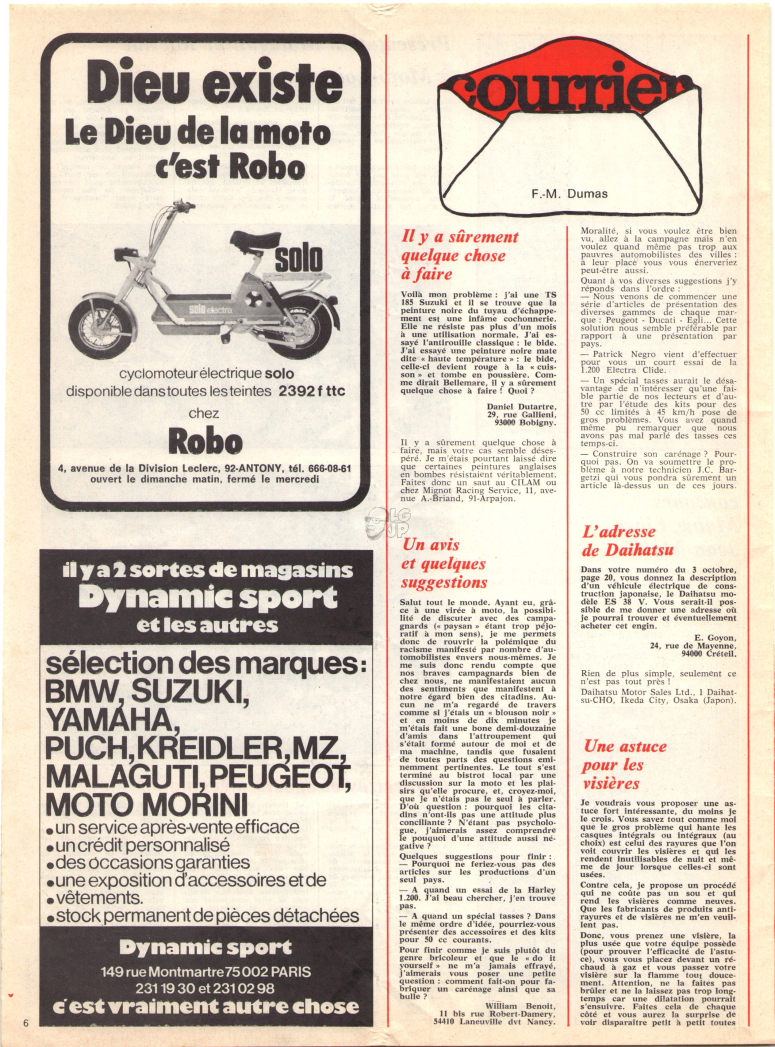 Dieu existe
Le Dieu de la moto
c'est Robo
solo
solo electra
cyclomoteur électrique solo
disponible dans toutes les teintes 2392 f ttc
chez
Robo
4, avenue de la Division Leclerc, 92-ANTONY, tél. 666-08-61
ouvert le dimanche matin, fermé le mercredi
il y a 2 sortes de magasins
Dynamic sport
et les autres
sélection des marques:
BMW, SUZUKI,
YAMAHA,
PUCH, KREIDLER, MZ,
MALAGUTI, PEUGEOT,
MOTO MORINI
• un service après-vente efficace
• un crédit personnalisé
• des occasions garanties
• une exposition d'accessoires et de
• vêtements.
• stock permanent de pièces détachées
Dynamic sport
149 rue Montmartre 75 002 PARIS
231 19 30 et 231 02 98
c'est vraiment autre chose
6
courrier
F.-M. Dumas
Il y a sûrement
quelque chose
à faire
Voilà mon problème : j'ai une TS
185 Suzuki et il se trouve que la
peinture noire du tuyau d'échappe-
ment est une infâme cochonnerie.
Elle ne résiste pas plus d'un mois
à une utilisation normale. J'ai es-
sayé l'antirouille classique : le bide.
J'ai essayé une peinture noire mate
dite « haute température » : le bide,
celle-ci devient rouge à la « cuis-
son » et tombe en poussière. Com-
me dirait Bellemare, il y a sûrement
quelque chose à faire ! Quoi ?
Daniel Dutartre,
29, rue Gallieni,
93000 Bobigny.
Il y a sûrement quelque chose à
faire, mais votre cas semble déses-
péré. Je m'étais pourtant laissé dire
que certaines peintures anglaises
en bombes résistaient véritablement.
Faites donc un saut au CILAM ou
chez Mignot Racing Service, 11, ave-
nue A.-Briand, 91-Arpajon.
LG
JP
Un avis
et quelques
suggestions
Salut tout le monde. Ayant eu, grâ-
ce à une virée à moto, la possibi-
lité de discuter avec des campa-
gnards (« paysan » étant trop péjo-
ratif à mon sens), je me permets
donc de rouvrir la polémique du
racisme manifesté par nombre d'au-
tomobilistes envers nous-mêmes. Je
me suis donc rendu compte que
nos braves campagnards bien de
chez nous, ne manifestaient aucun
des sentiments que manifestent à
notre égard bien des citadins. Au-
cun ne m'a regardé de travers
comme si j'étais un « blouson noir »
et en moins de dix minutes je
m'étais fait une bone demi-douzaine
d'amis dans l'attroupement qui
s'était formé autour de moi et de
ma machine, tandis que fusaient
de toutes parts des questions emi-
nemment pertinentes. Le tout s'est
terminé au bistrot local par une
discussion sur la moto et les plai-
sirs qu'elle procure, et, croyez-moi,
que je n'étais pas le seul à parler.
D'où question : pourquoi les cita-
dins n'ont-ils pas une attitude plus
conciliante ? N'étant pas psycholo-
gue, j'aimerais assez comprendre
le pouquoi d'une attitude aussi né-
gative ?
Quelques suggestions pour finir :
— Pourquoi ne feriez-vous pas des
articles sur les productions d'un
seul pays.
— A quand un essai de la Harley
1.200. J'ai beau chercher, j'en trouve
pas.
— A quand un spécial tasses ? Dans
le même ordre d'idée, pourriez-vous
présenter des accessoires et des kits
pour 50 cc courants.
Pour finir comme je suis plutôt du
genre bricoleur et que le « do it
yourself » ne m'a jamais effrayé,
j'aimerais vous poser une petite
question : comment fait-on pour fa-
briquer un carénage ainsi que sa
bulle ?
William Benoit,
11 bis rue Robert-Damery,
54410 Laneuville dvt Nancy.
Moralité, si vous voulez être bien
vu, allez à la campagne mais n'en
voulez quand même pas trop aux
pauvres automobilistes des villes :
à leur place vous vous énerveriez
peut-être aussi.
Quant à vos diverses suggestions j'y
réponds dans l'ordre :
— Nous venons de commencer une
série d'articles de présentation des
diverses gammes de chaque mar-
que : Peugeot - Ducati - Egli... Cette
solution nous semble préférable par
rapport à une présentation par
pays.
— Patrick Negro vient d'effectuer
pour vous un court essai de la
1.200 Electra Clide.
— Un spécial tasses aurait le désa-
vantage de n'intéresser qu'une fai-
ble partie de nos lecteurs et d'au-
tre par l'étude des kits pour des
50 cc limités à 45 km/h pose de
gros problèmes. Vous avez quand
même pu remarquer que nous
avons pas mal parlé des tasses ces
temps-ci.
— Construire son carénage ? Pour-
quoi pas. On va soumettre le pro-
blème à notre technicien J.C. Bar-
getzi qui vous pondra sûrement un
article là-dessus un de ces jours.
L'adresse
de Daihatsu
Dans votre numéro du 3 octobre,
page 20, vous donnez la description
d'un véhicule électrique de con-
struction japonaise, le Daihatsu mo-
dèle ES 38 V. Vous serait-il pos-
sible de me donner une adresse où
je pourrai trouver et éventuellement
acheter cet engin.
E. Goyon,
24, rue de Mayenne,
94000 Créteil.
Rien de plus simple, seulement ce
n'est pas tout près !
Daihatsu Motor Sales Ltd., 1 Daihat-
su-CHO, Ikeda City, Osaka (Japon).
Une astuce
pour les
visières
Je voudrais vous proposer une as-
tuce fort intéressante, du moins je
le crois. Vous savez tout comme moi
que le gros problème qui hante les
casques intégrals ou intégraux (au
choix) est celui des rayures que l'on
voit couvrir les visières et qui les
rendent inutilisables de nuit et mê-
me de jour lorsque celles-ci sont
usées.
Contre cela, je propose un procédé
qui ne coûte pas un sou et qui
rend les visières comme neuves.
Que les fabricants de produits anti-
rayures et de visières ne m'en veuil-
lent pas.
Donc, vous prenez une visière, la
plus usée que votre équipe possède
(pour prouver l'efficacité de l'astu-
ce), vous vous placez devant un ré-
chaud à gaz et vous passez votre
visière sur la flamme tout douce-
ment. Attention, ne la faites pas
brûler et ne la laissez pas trop long-
temps car une dilatation pourrait
s'ensuivre. Faites cela de chaque
côté et vous aurez la surprise de
voir disparaître petit à petit toutes